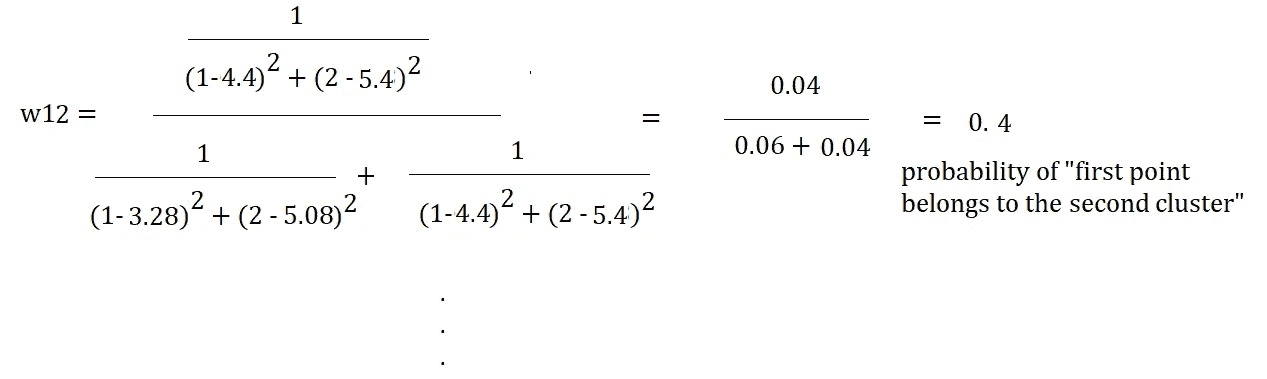 1
(1-4.4)² + (2 - 5.4)²
w12 =
1
(1-3.28)² + (2 - 5.08)²
+
1
(1-4.4)² + (2 - 5.4)²
=
0.04
0.06 + 0.04
= 0. 4
probability of "first point
belongs to the second cluster"
.
.
.